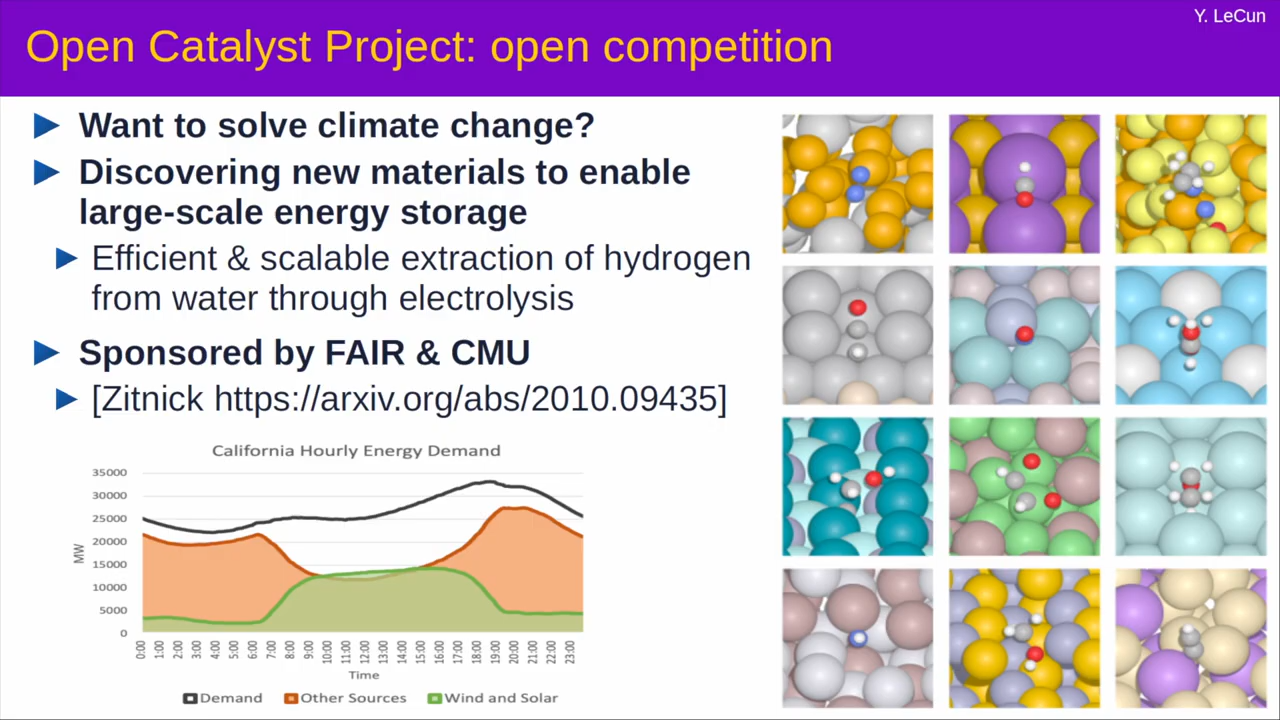 Y. LeCun
Open Catalyst Project: open competition
Want to solve climate change?
Discovering new materials to enable
large-scale energy storage
Efficient & scalable extraction of hydrogen
from water through electrolysis
Sponsored by FAIR & CMU
[Zitnick https://arxiv.org/abs/2010.09435]
California Hourly Energy Demand
35000
30000
25000
20000
15000
10000
5000
0
MW
0:00 1:00 2:00 3:00 4:00 5:00 6:00 7:00 8:00 9:00 10:00 11:00 12:00 13:00 14:00 15:00 16:00 17:00 18:00 19:00 20:00 21:00 22:00 23:00
Time
Demand Other Sources Wind and Solar